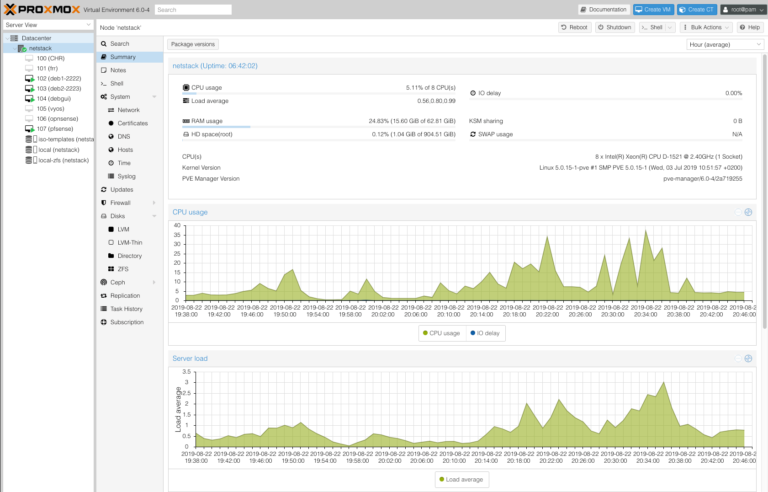 PROXMOX Virtual Environment 6.0-4 Search Documentation Create VM Create CT root@pam
Server View
Node 'netstack' Reboot Shutdown Shell Bulk Actions Help
Datacenter
netstack
100 (CHR)
101 (frr)
102 (deb1-2222)
103 (deb2-2223)
104 (debgui)
105 (vyos)
106 (opnsense)
107 (pfsense)
iso-templates (netsta
local (netstack)
local-zfs (netstack)
Search
Summary
Notes
Shell
System
Network
Certificates
DNS
Hosts
Time
Syslog
Updates
Firewall
Disks
LVM
LVM-Thin
Directory
ZFS
Ceph
Replication
Task History
Subscription
Package versions Hour (average)
netstack (Uptime: 06:42:02)
CPU usage 5.11% of 8 CPU(s) IO delay 0.00%
Load average 0.56,0.80,0.99
RAM usage 24.83% (15.60 GiB of 62.81 GiB) KSM sharing 0 B
HD space(root) 0.12% (1.04 GiB of 904.51 GiB) SWAP usage N/A
CPU(s) 8 x Intel(R) Xeon(R) CPU D-1521 @ 2.40GHz (1 Socket)
Kernel Version Linux 5.0.15-1-pve #1 SMP PVE 5.0.15-1 (Wed, 03 Jul 2019 10:51:57 +0200)
PVE Manager Version pve-manager/6.0-4/2a719255
CPU usage
40
35
30
25
20
15
10
5
0
2019-08-22 2019-08-22 2019-08-22 2019-08-22 2019-08-22 2019-08-22 2019-08-22 2019-08-22 2019-08-22 2019-08-22 2019-08-22 2019-08-22 2019-08-22 2019-08-22 2019-08-22 2019-08-22 2019-08-22 2019-08-2
19:38:00 19:42:00 19:46:00 19:50:00 19:54:00 19:58:00 20:02:00 20:06:00 20:10:00 20:14:00 20:18:00 20:22:00 20:26:00 20:30:00 20:34:00 20:38:00 20:42:00 20:46:00
CPU usage IO delay
Server load
Load average
3.5
3
2.5
2
1.5
1
0.5
0
2019-08-22 2019-08-22 2019-08-22 2019-08-22 2019-08-22 2019-08-22 2019-08-22 2019-08-22 2019-08-22 2019-08-22 2019-08-22 2019-08-22 2019-08-22 2019-08-22 2019-08-22 2019-08-22 2019-08-22 2019-08-2
19:38:00 19:42:00 19:46:00 19:50:00 19:54:00 19:58:00 20:02:00 20:06:00 20:10:00 20:14:00 20:18:00 20:22:00 20:26:00 20:30:00 20:34:00 20:38:00 20:42:00 20:46:00
Load average